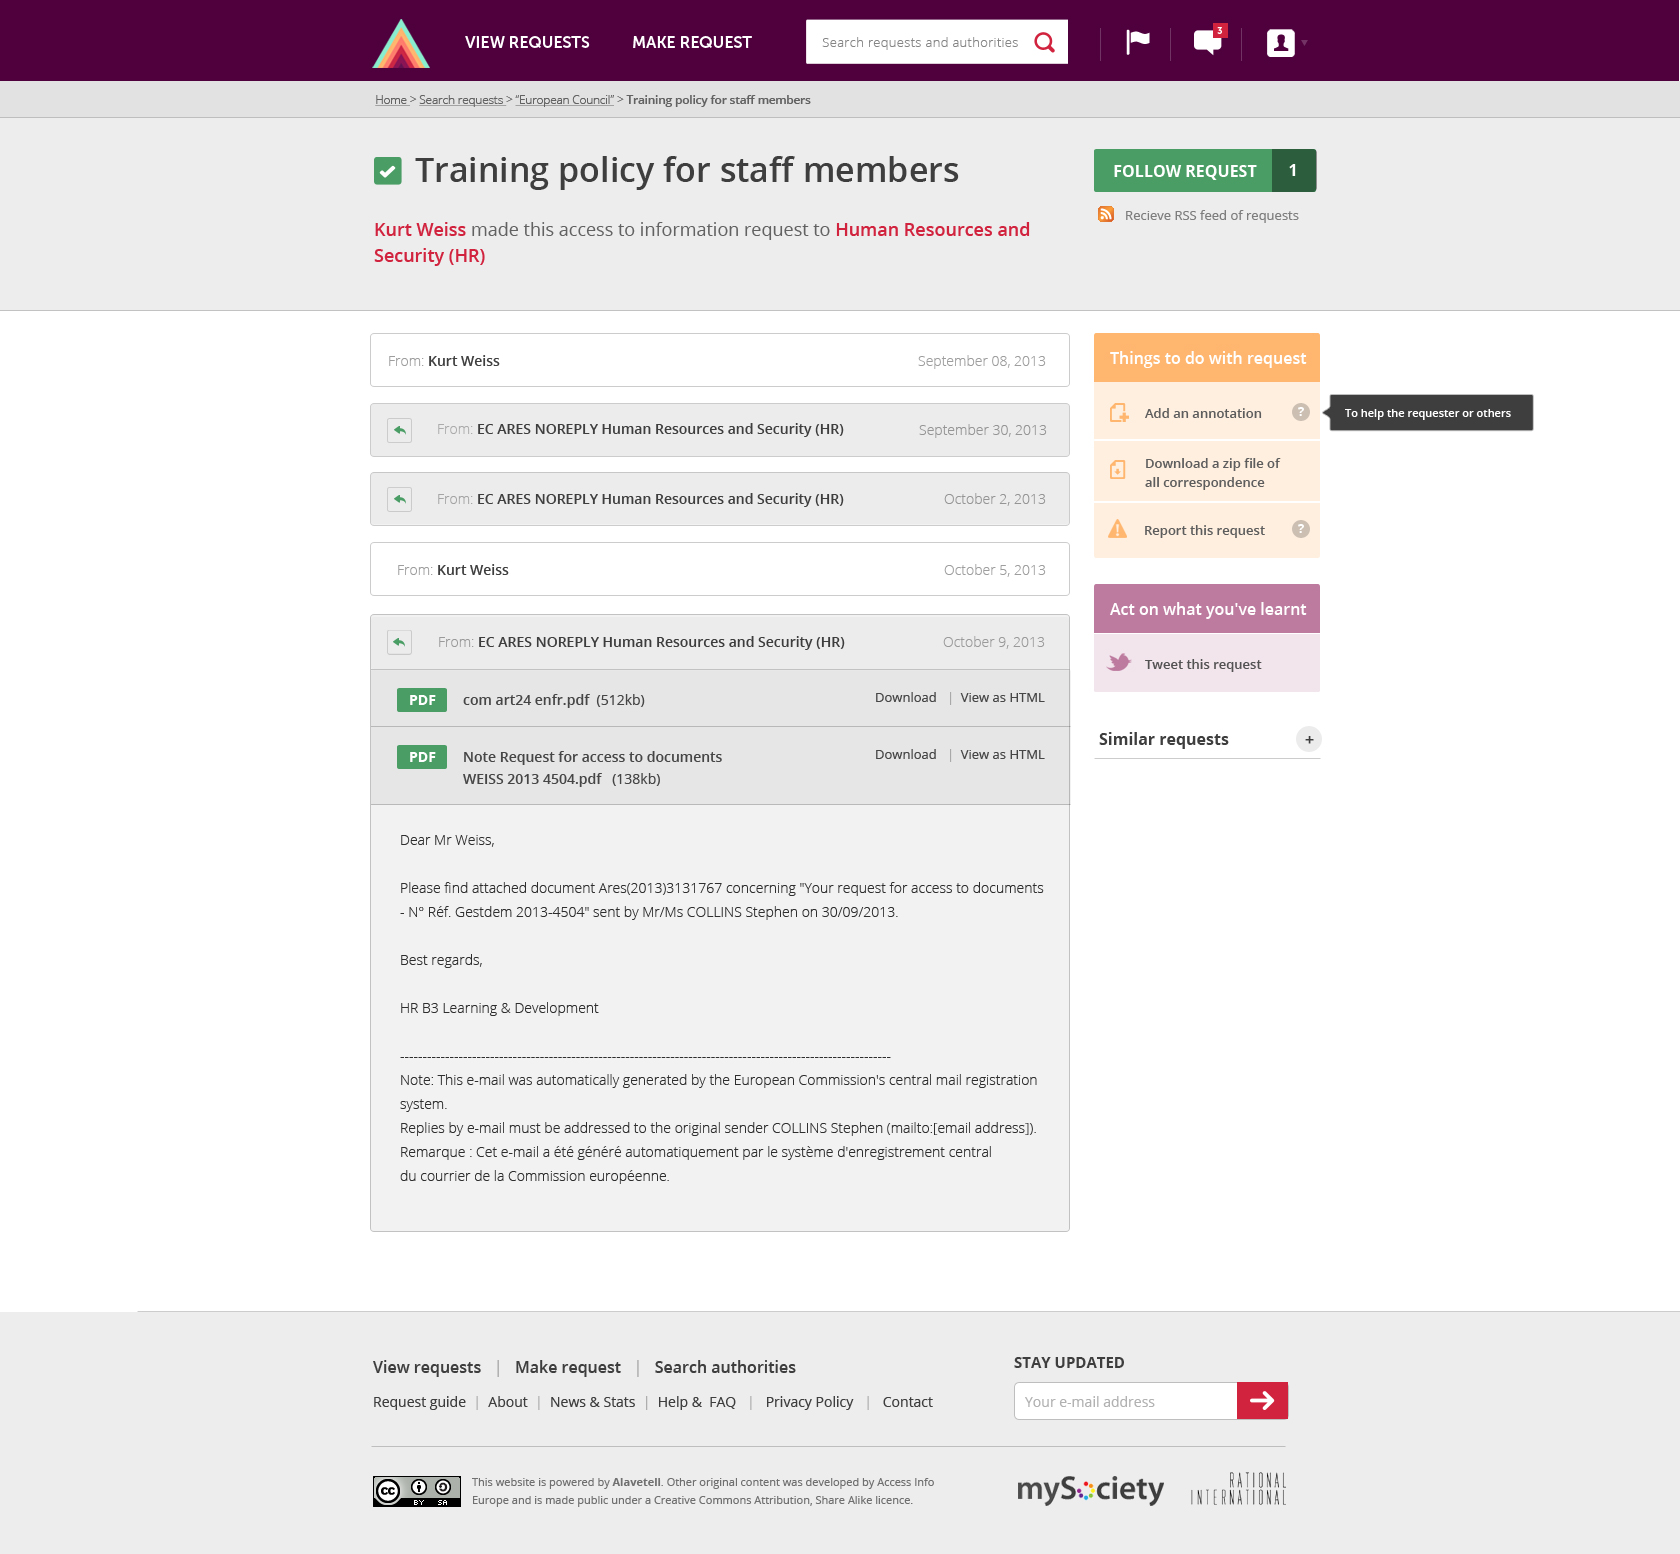 VIEW REQUESTS MAKE REQUEST Search requests and authorities 3
Home > Search requests > “European Council” > Training policy for staff members
Training policy for staff members
FOLLOW REQUEST 1
Recieve RSS feed of requests
Kurt Weiss made this access to information request to Human Resources and
Security (HR)
From: Kurt Weiss September 08, 2013
From: EC ARES NOREPLY Human Resources and Security (HR) September 30, 2013
From: EC ARES NOREPLY Human Resources and Security (HR) October 2, 2013
From: Kurt Weiss October 5, 2013
From: EC ARES NOREPLY Human Resources and Security (HR) October 9, 2013
PDF com art24 enfr.pdf (512kb) Download | View as HTML
PDF Note Request for access to documents Download | View as HTML
WEISS 2013 4504.pdf (138kb)
Dear Mr Weiss,
Please find attached document Ares(2013)3131767 concerning "Your request for access to documents
- N° Réf. Gestdem 2013-4504" sent by Mr/Ms COLLINS Stephen on 30/09/2013.
Best regards,
HR B3 Learning & Development
-------------------------------------------------------------------------------------------------------------
Note: This e-mail was automatically generated by the European Commission's central mail registration
system.
Replies by e-mail must be addressed to the original sender COLLINS Stephen (mailto:[email address]).
Remarque : Cet e-mail a été généré automatiquement par le système d'enregistrement central
du courrier de la Commission européenne.
Things to do with request
Add an annotation ?
To help the requester or others
Download a zip file of
all correspondence
Report this request ?
Act on what you've learnt
Tweet this request
Similar requests +
View requests | Make request | Search authorities
Request guide | About | News & Stats | Help & FAQ | Privacy Policy | Contact
STAY UPDATED
Your e-mail address
cc BY SA
This website is powered by Alavetell. Other original content was developed by Access Info
Europe and is made public under a Creative Commons Attribution, Share Alike licence.
mySociety
RATIONAL
INTERNATIONAL